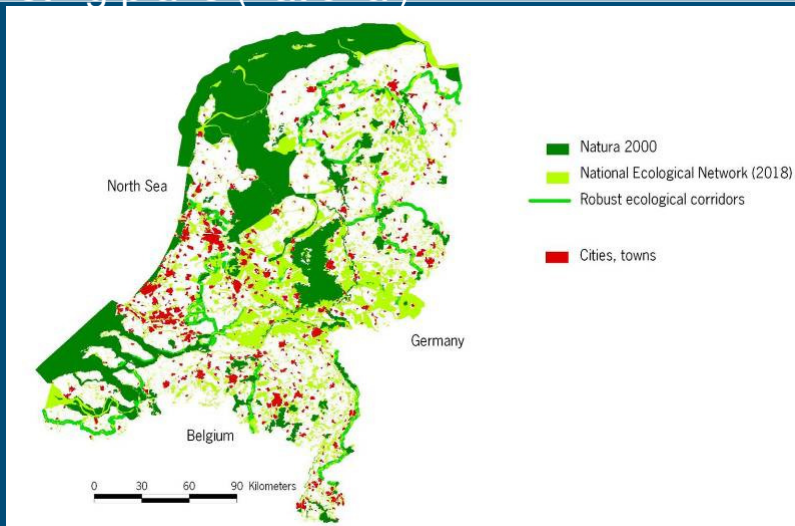 North Sea
Natura 2000
National Ecological Network (2018)
Robust ecological corridors
Cities, towns
Germany
Belgium
0 30 60 90 Kilometers